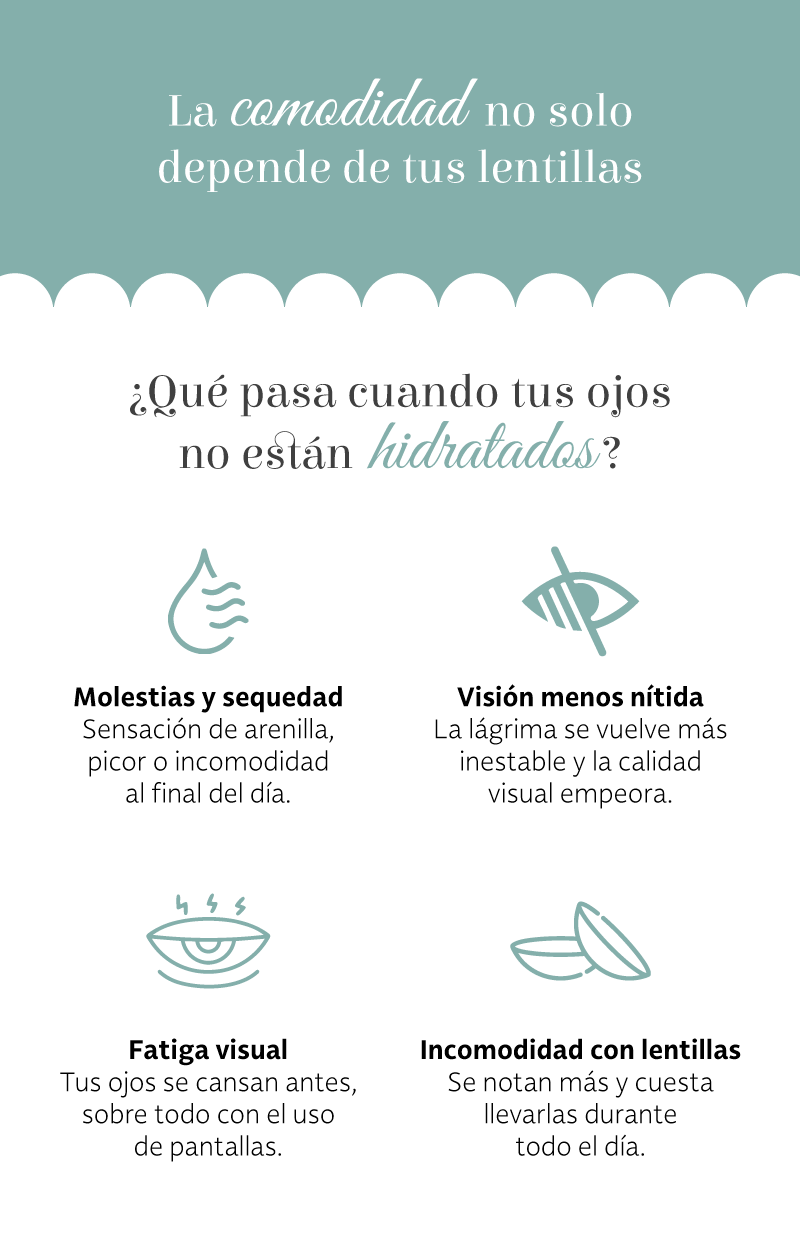 La comodidad no solo
depende de tus lentillas
¿Qué pasa cuando tus ojos
no están hidratados?
Molestias y sequedad
Sensación de arenilla,
picor o incomodidad
al final del día.
Visión menos nítida
La lágrima se vuelve más
inestable y la calidad
visual empeora.
Fatiga visual
Tus ojos se cansan antes,
sobre todo con el uso
de pantallas.
Incomodidad con lentillas
Se notan más y cuesta
llevarlas durante
todo el día.